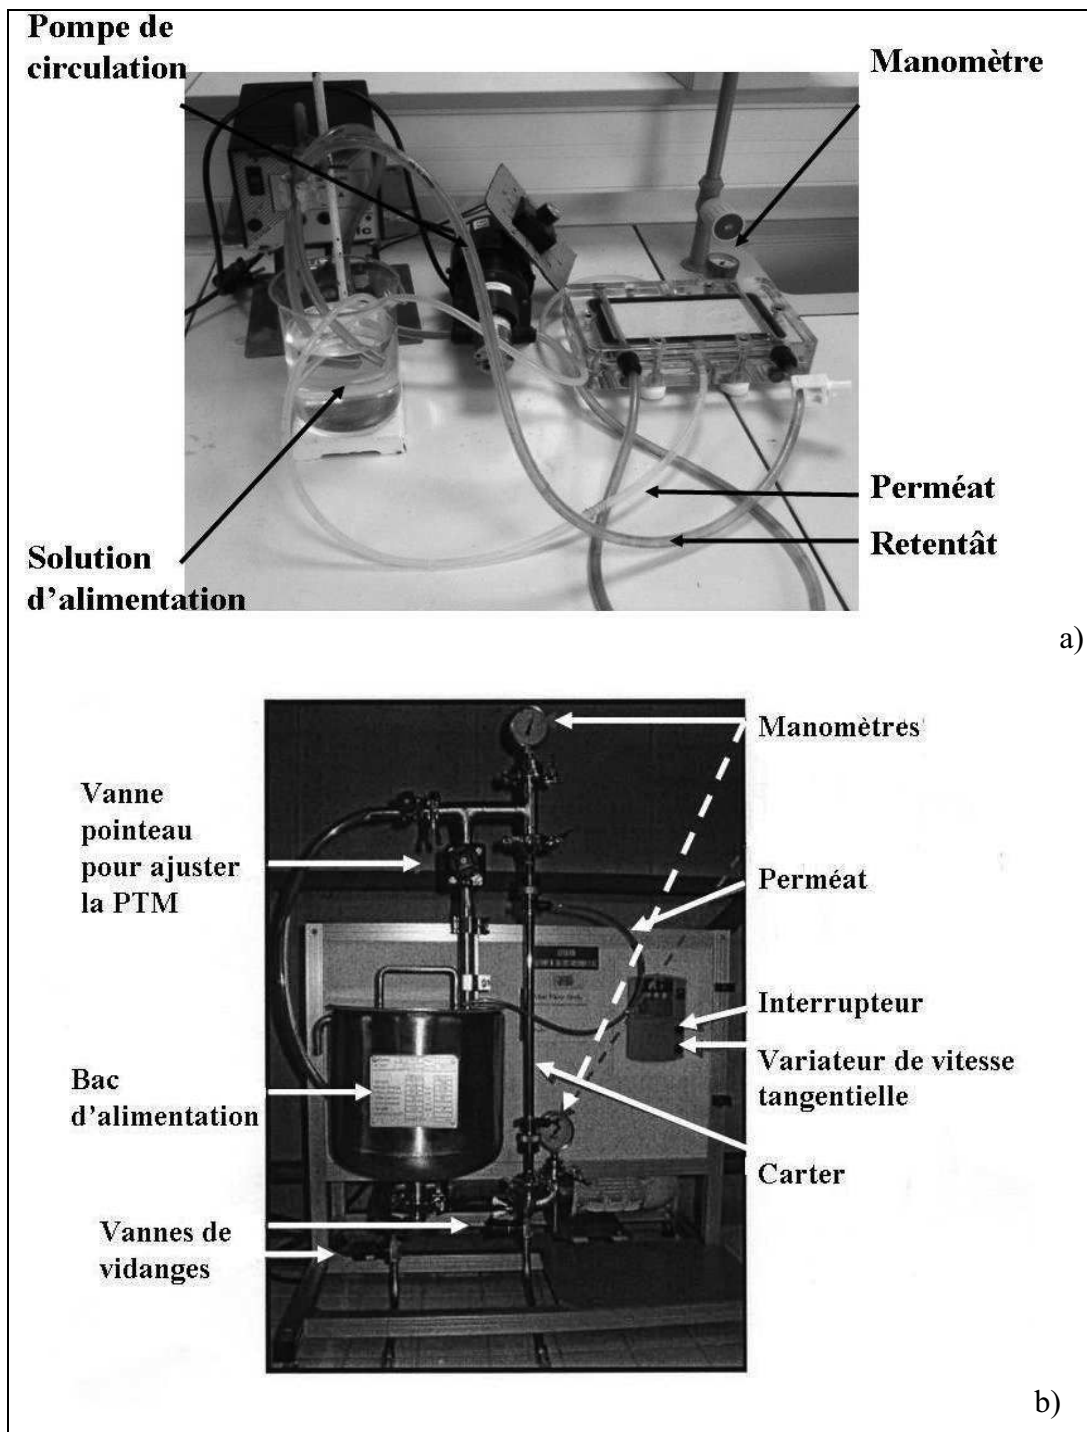 Pompe de
circulation
Manomètre
Perméat
Retentât
Solution
d’alimentation
a)
Manomètres
Vanne
pointeau
pour ajuster
la PTM
Perméat
Interrupteur
Variateur de vitesse
tangentielle
Bac
d’alimentation
Carter
Vannes de
vidanges
b)